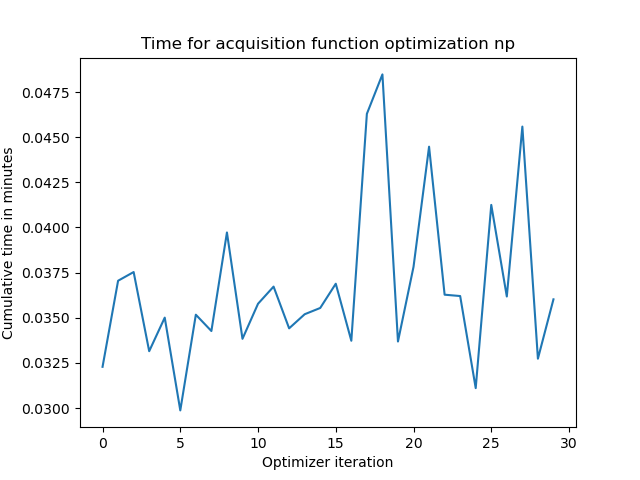 Time for acquisition function optimization np
Cumulative time in minutes
0.0475
0.0450
0.0425
0.0400
0.0375
0.0350
0.0325
0.0300
0 5 10 15 20 25 30
Optimizer iteration